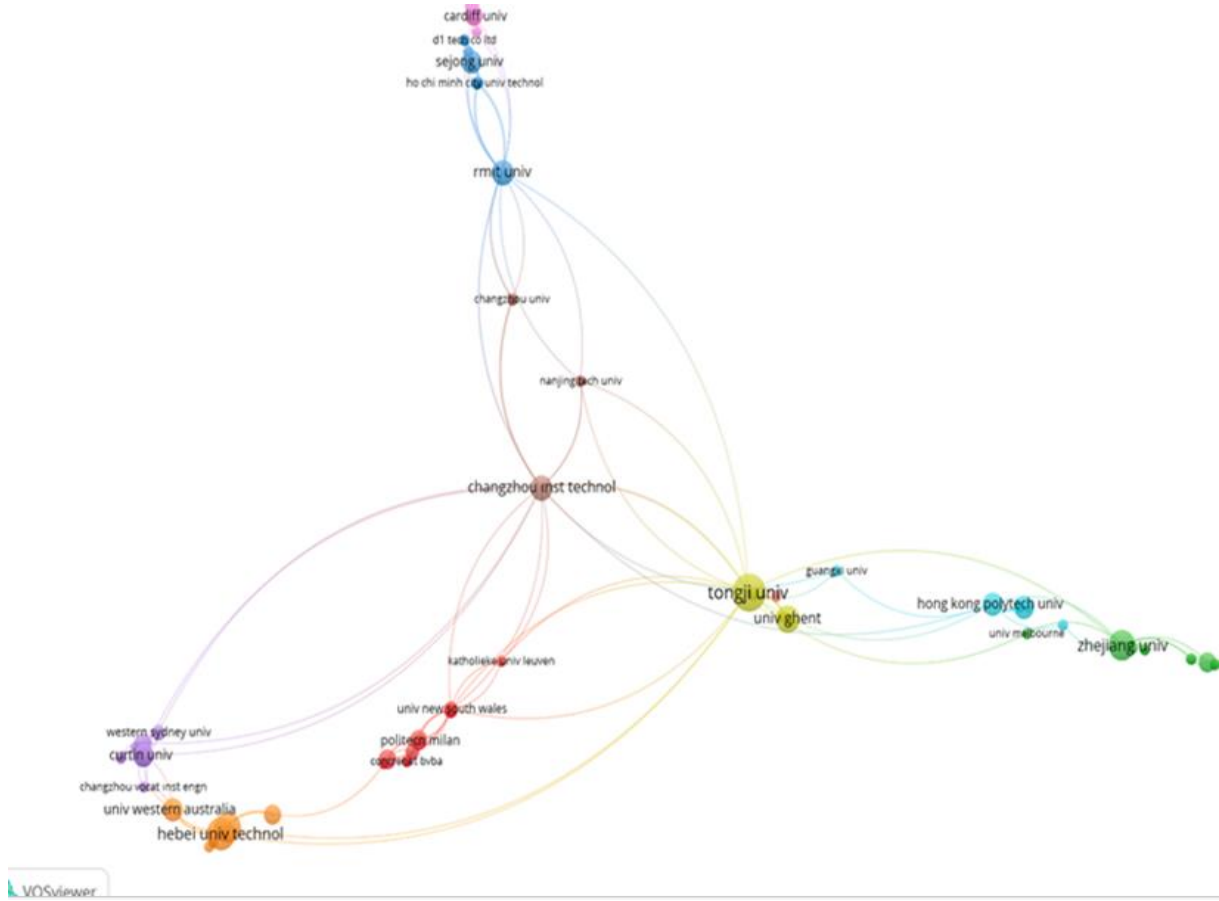 cardiff univ
d1 tech co ltd
sejong univ
ho chi minh city univ technol
rmit univ
changzhou univ
nanjing tech univ
changzhou inst technol
guangxi univ
tongji univ
hong kong polytech univ
univ ghent
univ melbourne
zhejiang univ
katholieke univ leuven
univ new south wales
western sydney univ
politecn milan
curtin univ
concrefy bvba
changzhou vocat inst engn
univ western australia
hebei univ technol
VOSviewer